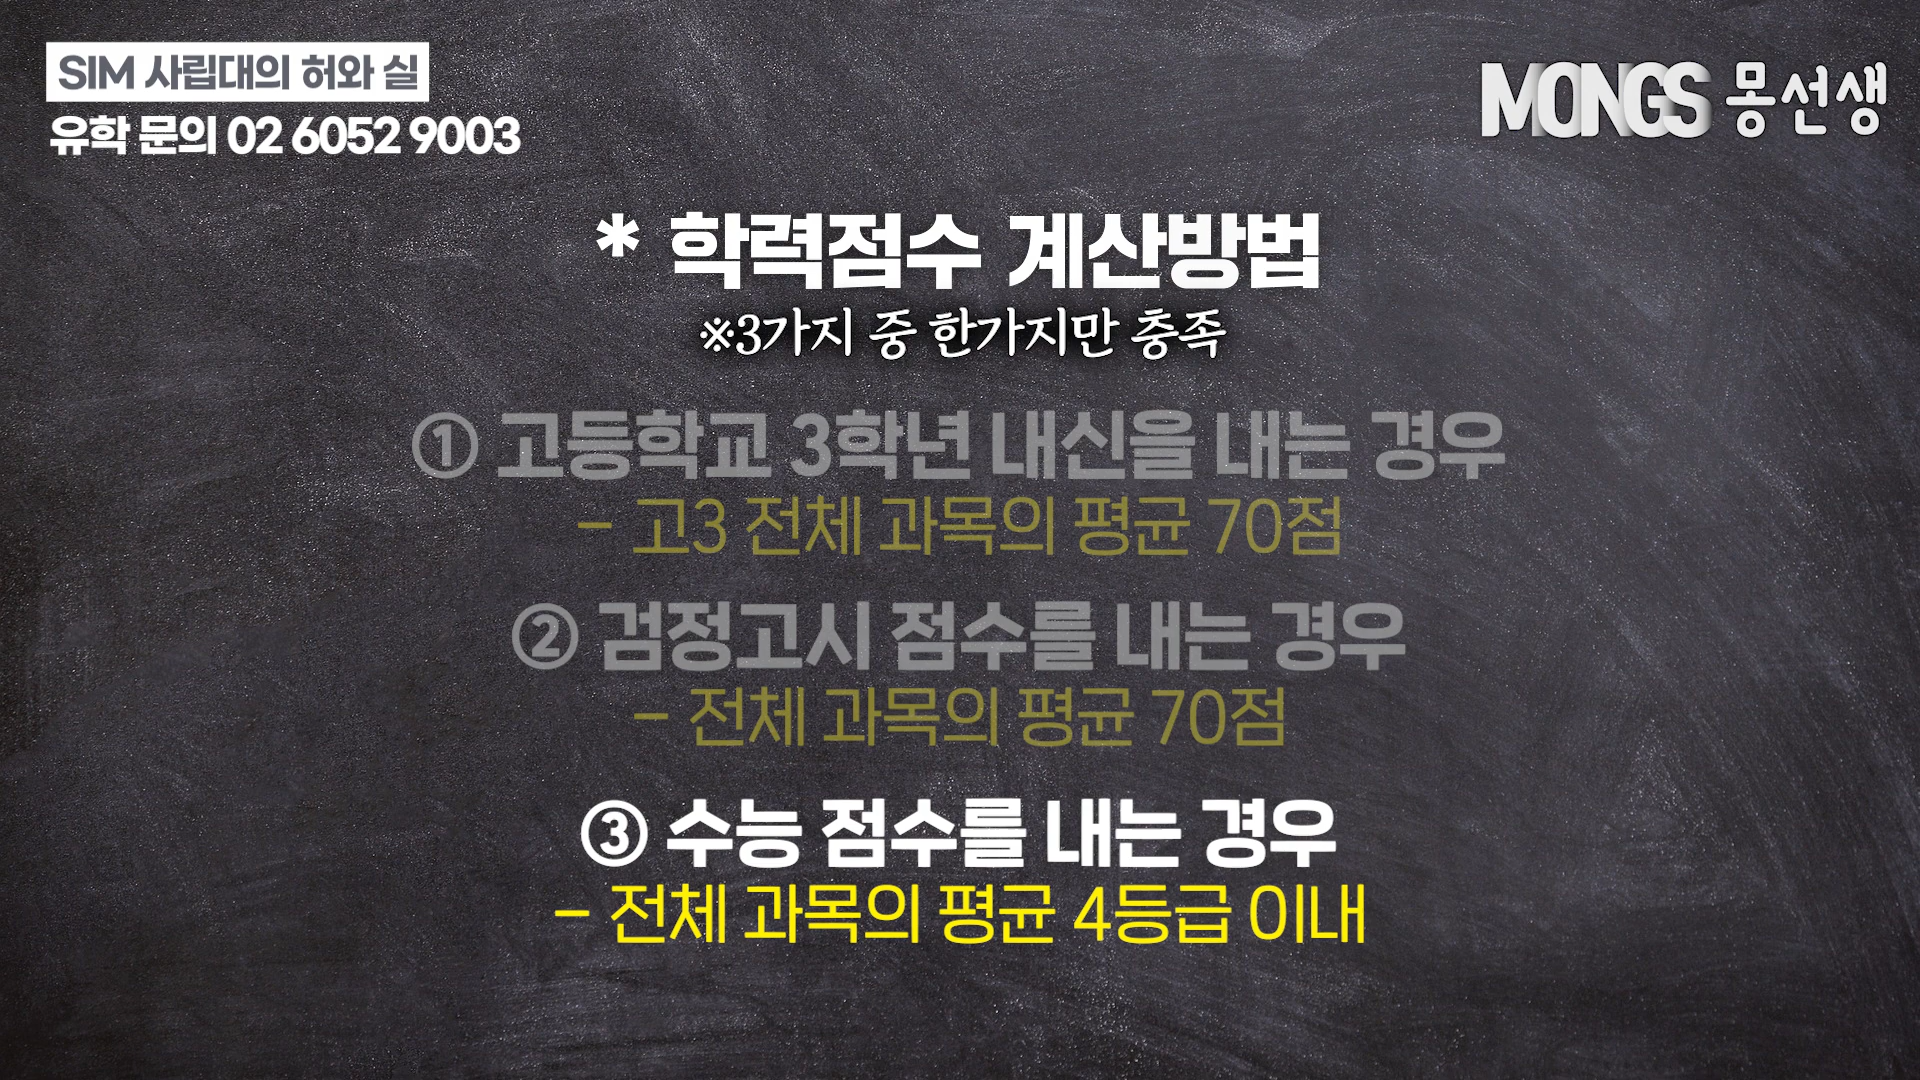 SIM 사립대의 허와 실
유학 문의 02 6052 9003
MONGS 몽선생
* 학력점수 계산방법
※3가지 중 한가지만 충족
① 고등학교 3학년 내신을 내는 경우
- 고3 전체 과목의 평균 70점
② 검정고시 점수를 내는 경우
- 전체 과목의 평균 70점
③ 수능 점수를 내는 경우
- 전체 과목의 평균 4등급 이내